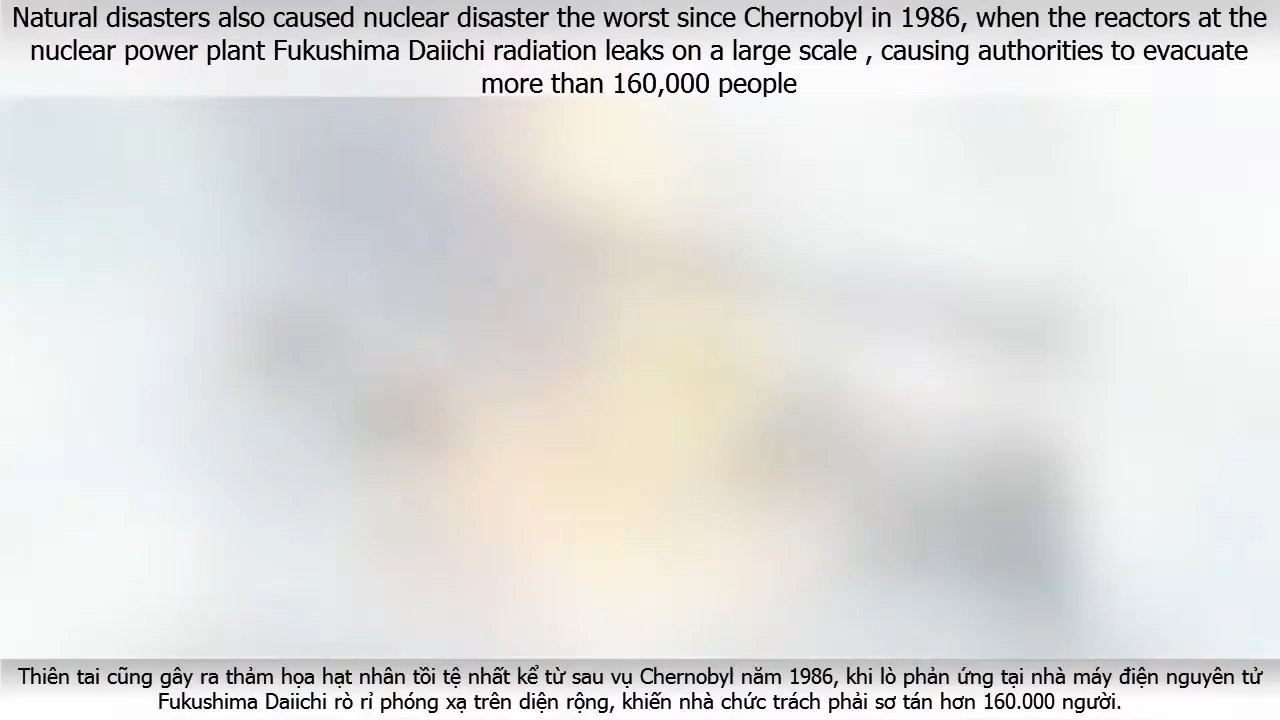 Natural disasters also caused nuclear disaster the worst since Chernobyl in 1986, when the reactors at the
nuclear power plant Fukushima Daiichi radiation leaks on a large scale , causing authorities to evacuate
more than 160,000 people
Thiên tai cũng gây ra thảm họa hạt nhân tồi tệ nhất kể từ sau vụ Chernobyl năm 1986, khi lò phản ứng tại nhà máy điện nguyên tử
Fukushima Daiichi rò rỉ phóng xạ trên diện rộng, khiến nhà chức trách phải sơ tán hơn 160.000 người.